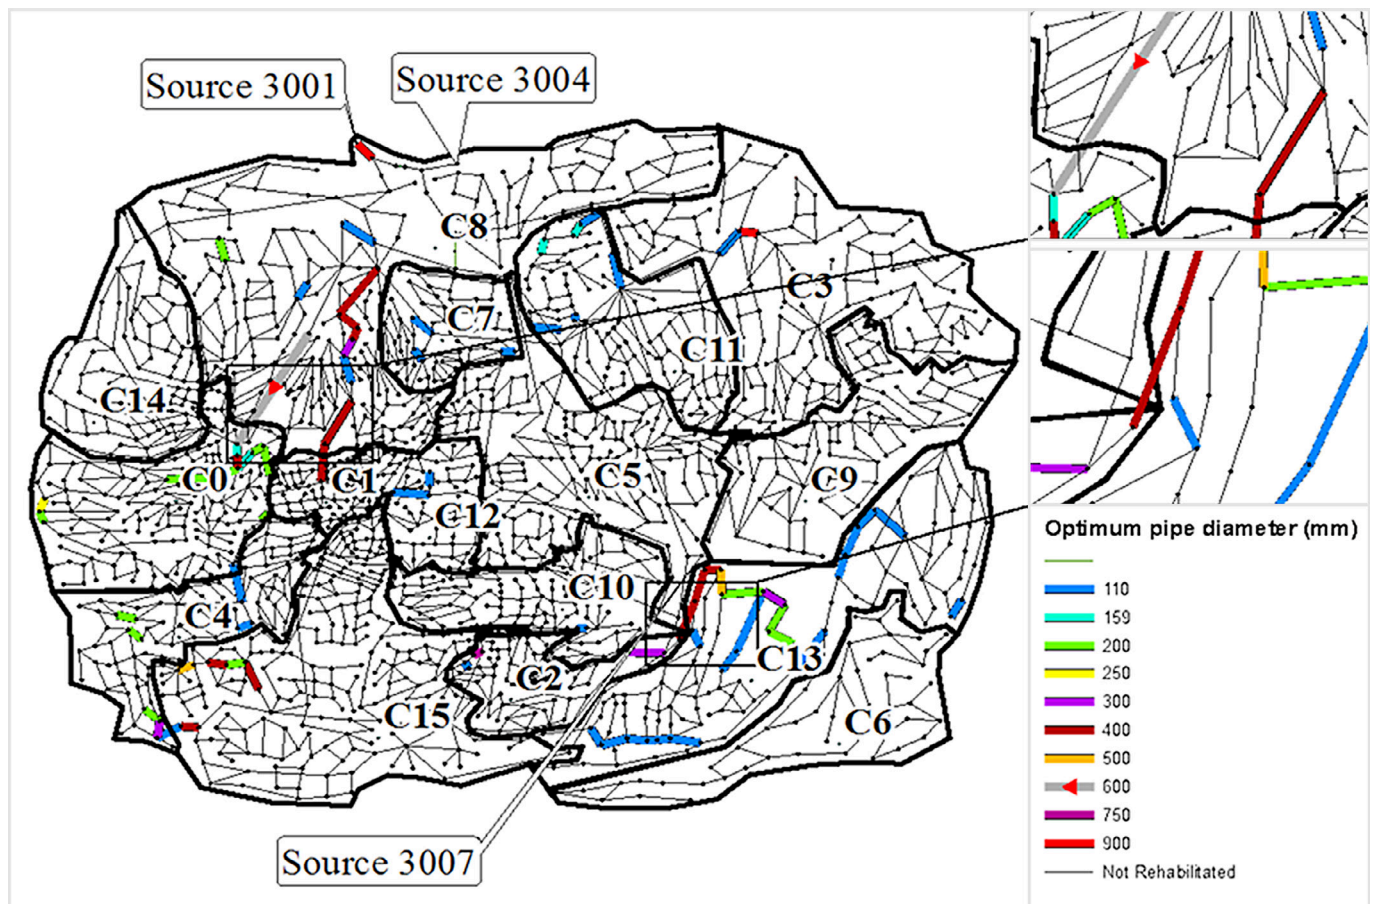 Source 3001
Source 3004
C8
C3
C7
C11
C14
C0
C1
C5
C9
C12
C10
C4
C13
C2
C15
C6
Source 3007
Optimum pipe diameter (mm)
110
159
200
250
300
400
500
600
750
900
Not Rehabilitated